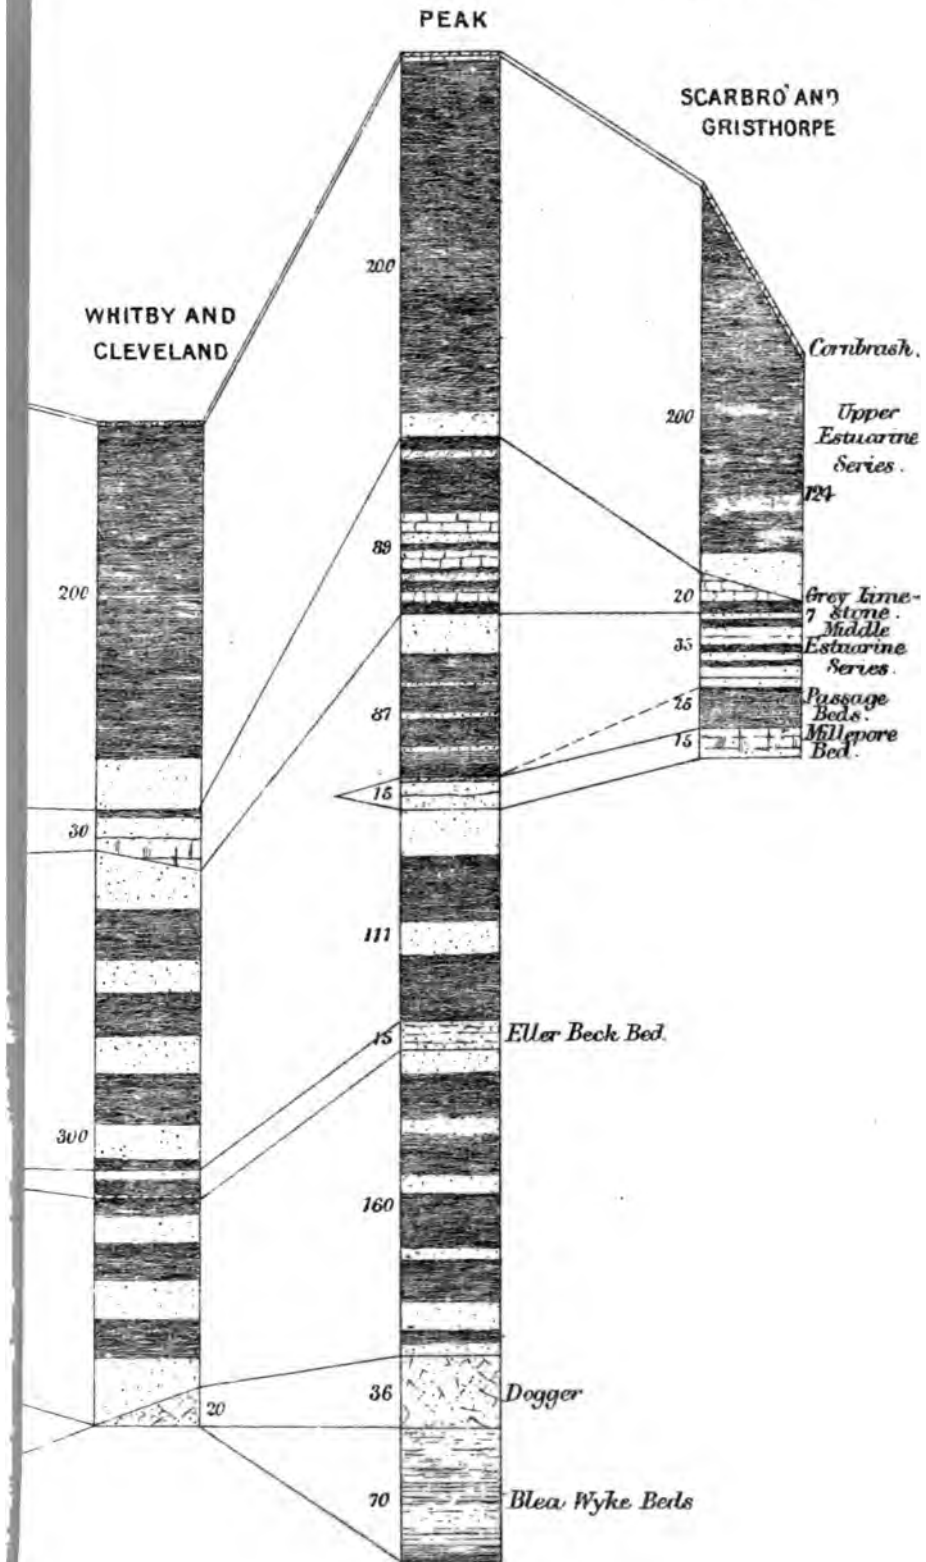 PEAK
SCARBRO' AND
GRISTHORPE
WHITBY AND
CLEVELAND
200
200
200
Cornbrash.
Upper
Estuarine
Series.
124
89
20
Grey Lime-
7 stone.
Middle
35
Estuarine
Series.
87
25
Passage
Beds.
15
Millepore
Bed.
15
30
111
15
Eller Beck Bed.
300
160
36
Dogger
20
70
Blea Wyke Beds